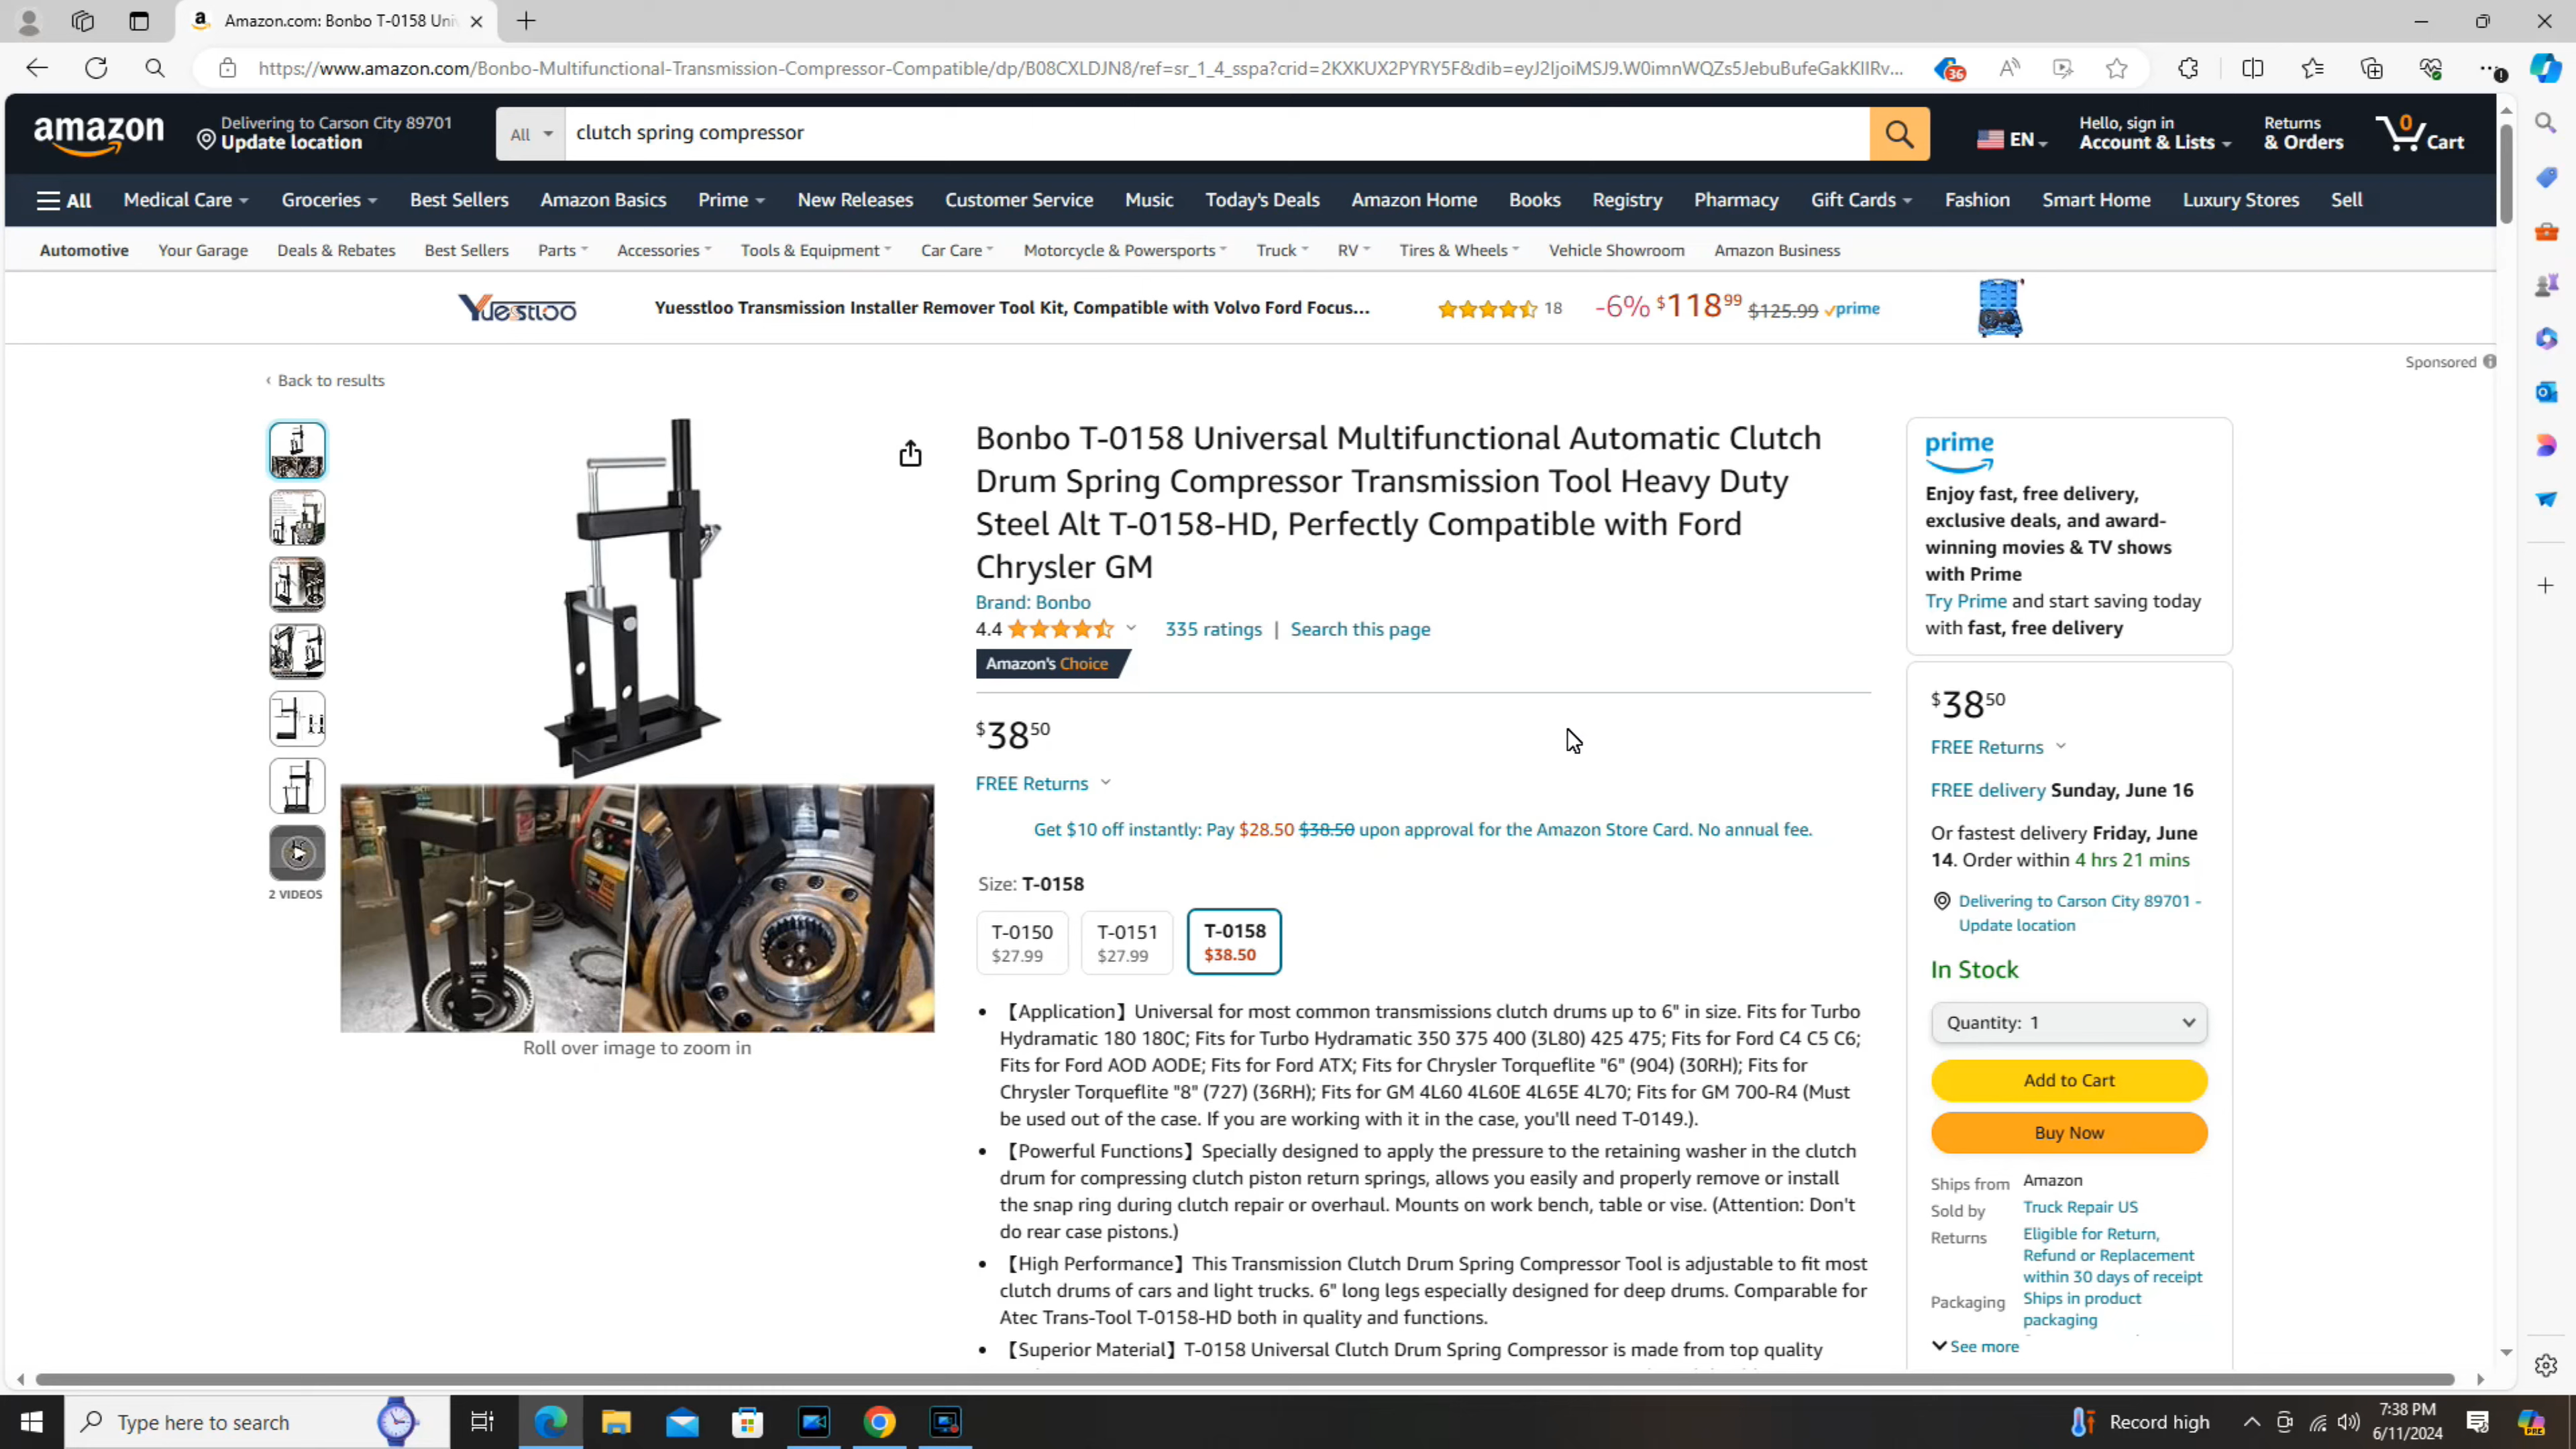 Amazon.com: Bonbo T-0158 Uni
https://www.amazon.com/Bonbo-Multifunctional-Transmission-Compressor-Compatible/dp/B08CXLDJN8/ref=sr_1_4_sspa?crid=2KXKUX2PYRY5F&dib=eyJ2IjoiMSJ9.W0imnWQZs5JebuBufeGakKIIRv...
36
amazon
Delivering to Carson City 89701
Update location
All
clutch spring compressor
EN
Hello, sign in
Account & Lists
Returns
& Orders
0
Cart
All Medical Care Groceries Best Sellers Amazon Basics Prime New Releases Customer Service Music Today's Deals Amazon Home Books Registry Pharmacy Gift Cards Fashion Smart Home Luxury Stores Sell
Automotive Your Garage Deals & Rebates Best Sellers Parts Accessories Tools & Equipment Car Care Motorcycle & Powersports Truck RV Tires & Wheels Vehicle Showroom Amazon Business
Yuesstloo
Yuesstloo Transmission Installer Remover Tool Kit, Compatible with Volvo Ford Focus...
18
-6% $118.99 $125.99 prime
Sponsored
‹ Back to results
2 VIDEOS
Roll over image to zoom in
Bonbo T-0158 Universal Multifunctional Automatic Clutch
Drum Spring Compressor Transmission Tool Heavy Duty
Steel Alt T-0158-HD, Perfectly Compatible with Ford
Chrysler GM
Brand: Bonbo
4.4
335 ratings | Search this page
Amazon's Choice
$38 50
FREE Returns
Get $10 off instantly: Pay $28.50 $38.50 upon approval for the Amazon Store Card. No annual fee.
Size: T-0158
T-0150
$27.99
T-0151
$27.99
T-0158
$38.50
• 【Application】Universal for most common transmissions clutch drums up to 6" in size. Fits for Turbo
Hydramatic 180 180C; Fits for Turbo Hydramatic 350 375 400 (3L80) 425 475; Fits for Ford C4 C5 C6;
Fits for Ford AOD AODE; Fits for Ford ATX; Fits for Chrysler Torqueflite "6" (904) (30RH); Fits for
Chrysler Torqueflite "8" (727) (36RH); Fits for GM 4L60 4L60E 4L65E 4L70; Fits for GM 700-R4 (Must
be used out of the case. If you are working with it in the case, you'll need T-0149.).
• 【Powerful Functions】Specially designed to apply the pressure to the retaining washer in the clutch
drum for compressing clutch piston return springs, allows you easily and properly remove or install
the snap ring during clutch repair or overhaul. Mounts on work bench, table or vise. (Attention: Don't
do rear case pistons.)
• 【High Performance】This Transmission Clutch Drum Spring Compressor Tool is adjustable to fit most
clutch drums of cars and light trucks. 6" long legs especially designed for deep drums. Comparable for
Atec Trans-Tool T-0158-HD both in quality and functions.
• 【Superior Material】T-0158 Universal Clutch Drum Spring Compressor is made from top quality
prime
Enjoy fast, free delivery,
exclusive deals, and award-
winning movies & TV shows
with Prime
Try Prime and start saving today
with fast, free delivery
$38 50
FREE Returns
FREE delivery Sunday, June 16
Or fastest delivery Friday, June
14. Order within 4 hrs 21 mins
Delivering to Carson City 89701 -
Update location
In Stock
Quantity: 1
Add to Cart
Buy Now
Ships from Amazon
Sold by Truck Repair US
Returns Eligible for Return,
Refund or Replacement
within 30 days of receipt
Packaging Ships in product
packaging
See more
Type here to search
Record high
7:38 PM
6/11/2024